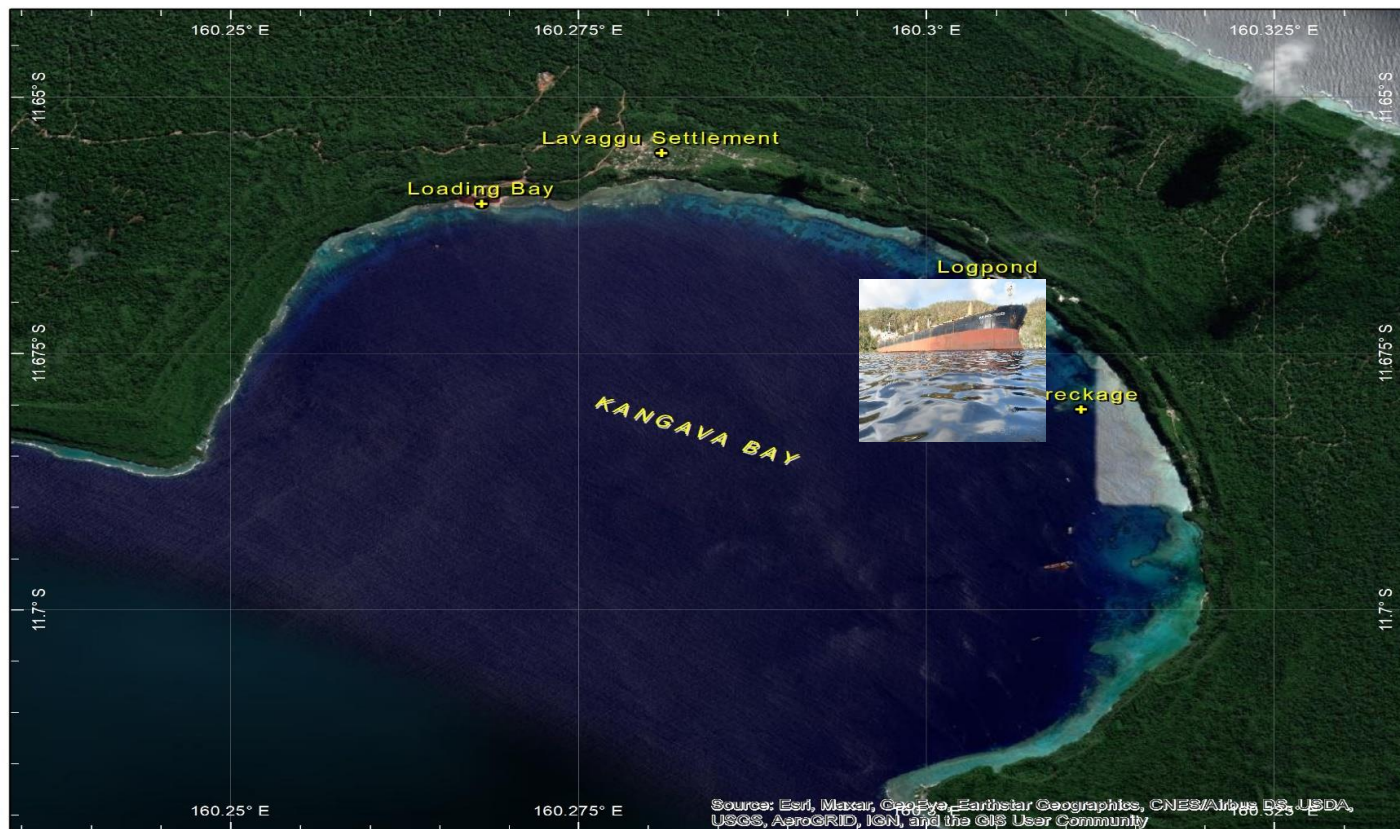 160.25° E 160.275° E 160.3° E 160.325° E
11.65° S 11.65° S
Lavaggu Settlement
Loading Bay
Logpond
11.675° S 11.675° S
reckage
KANGAVA BAY
11.7° S 11.7° S
160.25° E 160.275° E
Source: Esri, Maxar, GeoEye, Earthstar Geographics, CNES/Airbus DS, USDA,
USGS, AeroGRID, IGN, and the GIS User Community